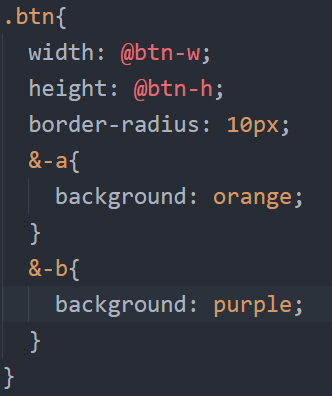 .btn{
  width: @btn-w;
  height: @btn-h;
  border-radius: 10px;
  &-a{
    background: orange;
  }
  &-b{
    background: purple;
  }
}